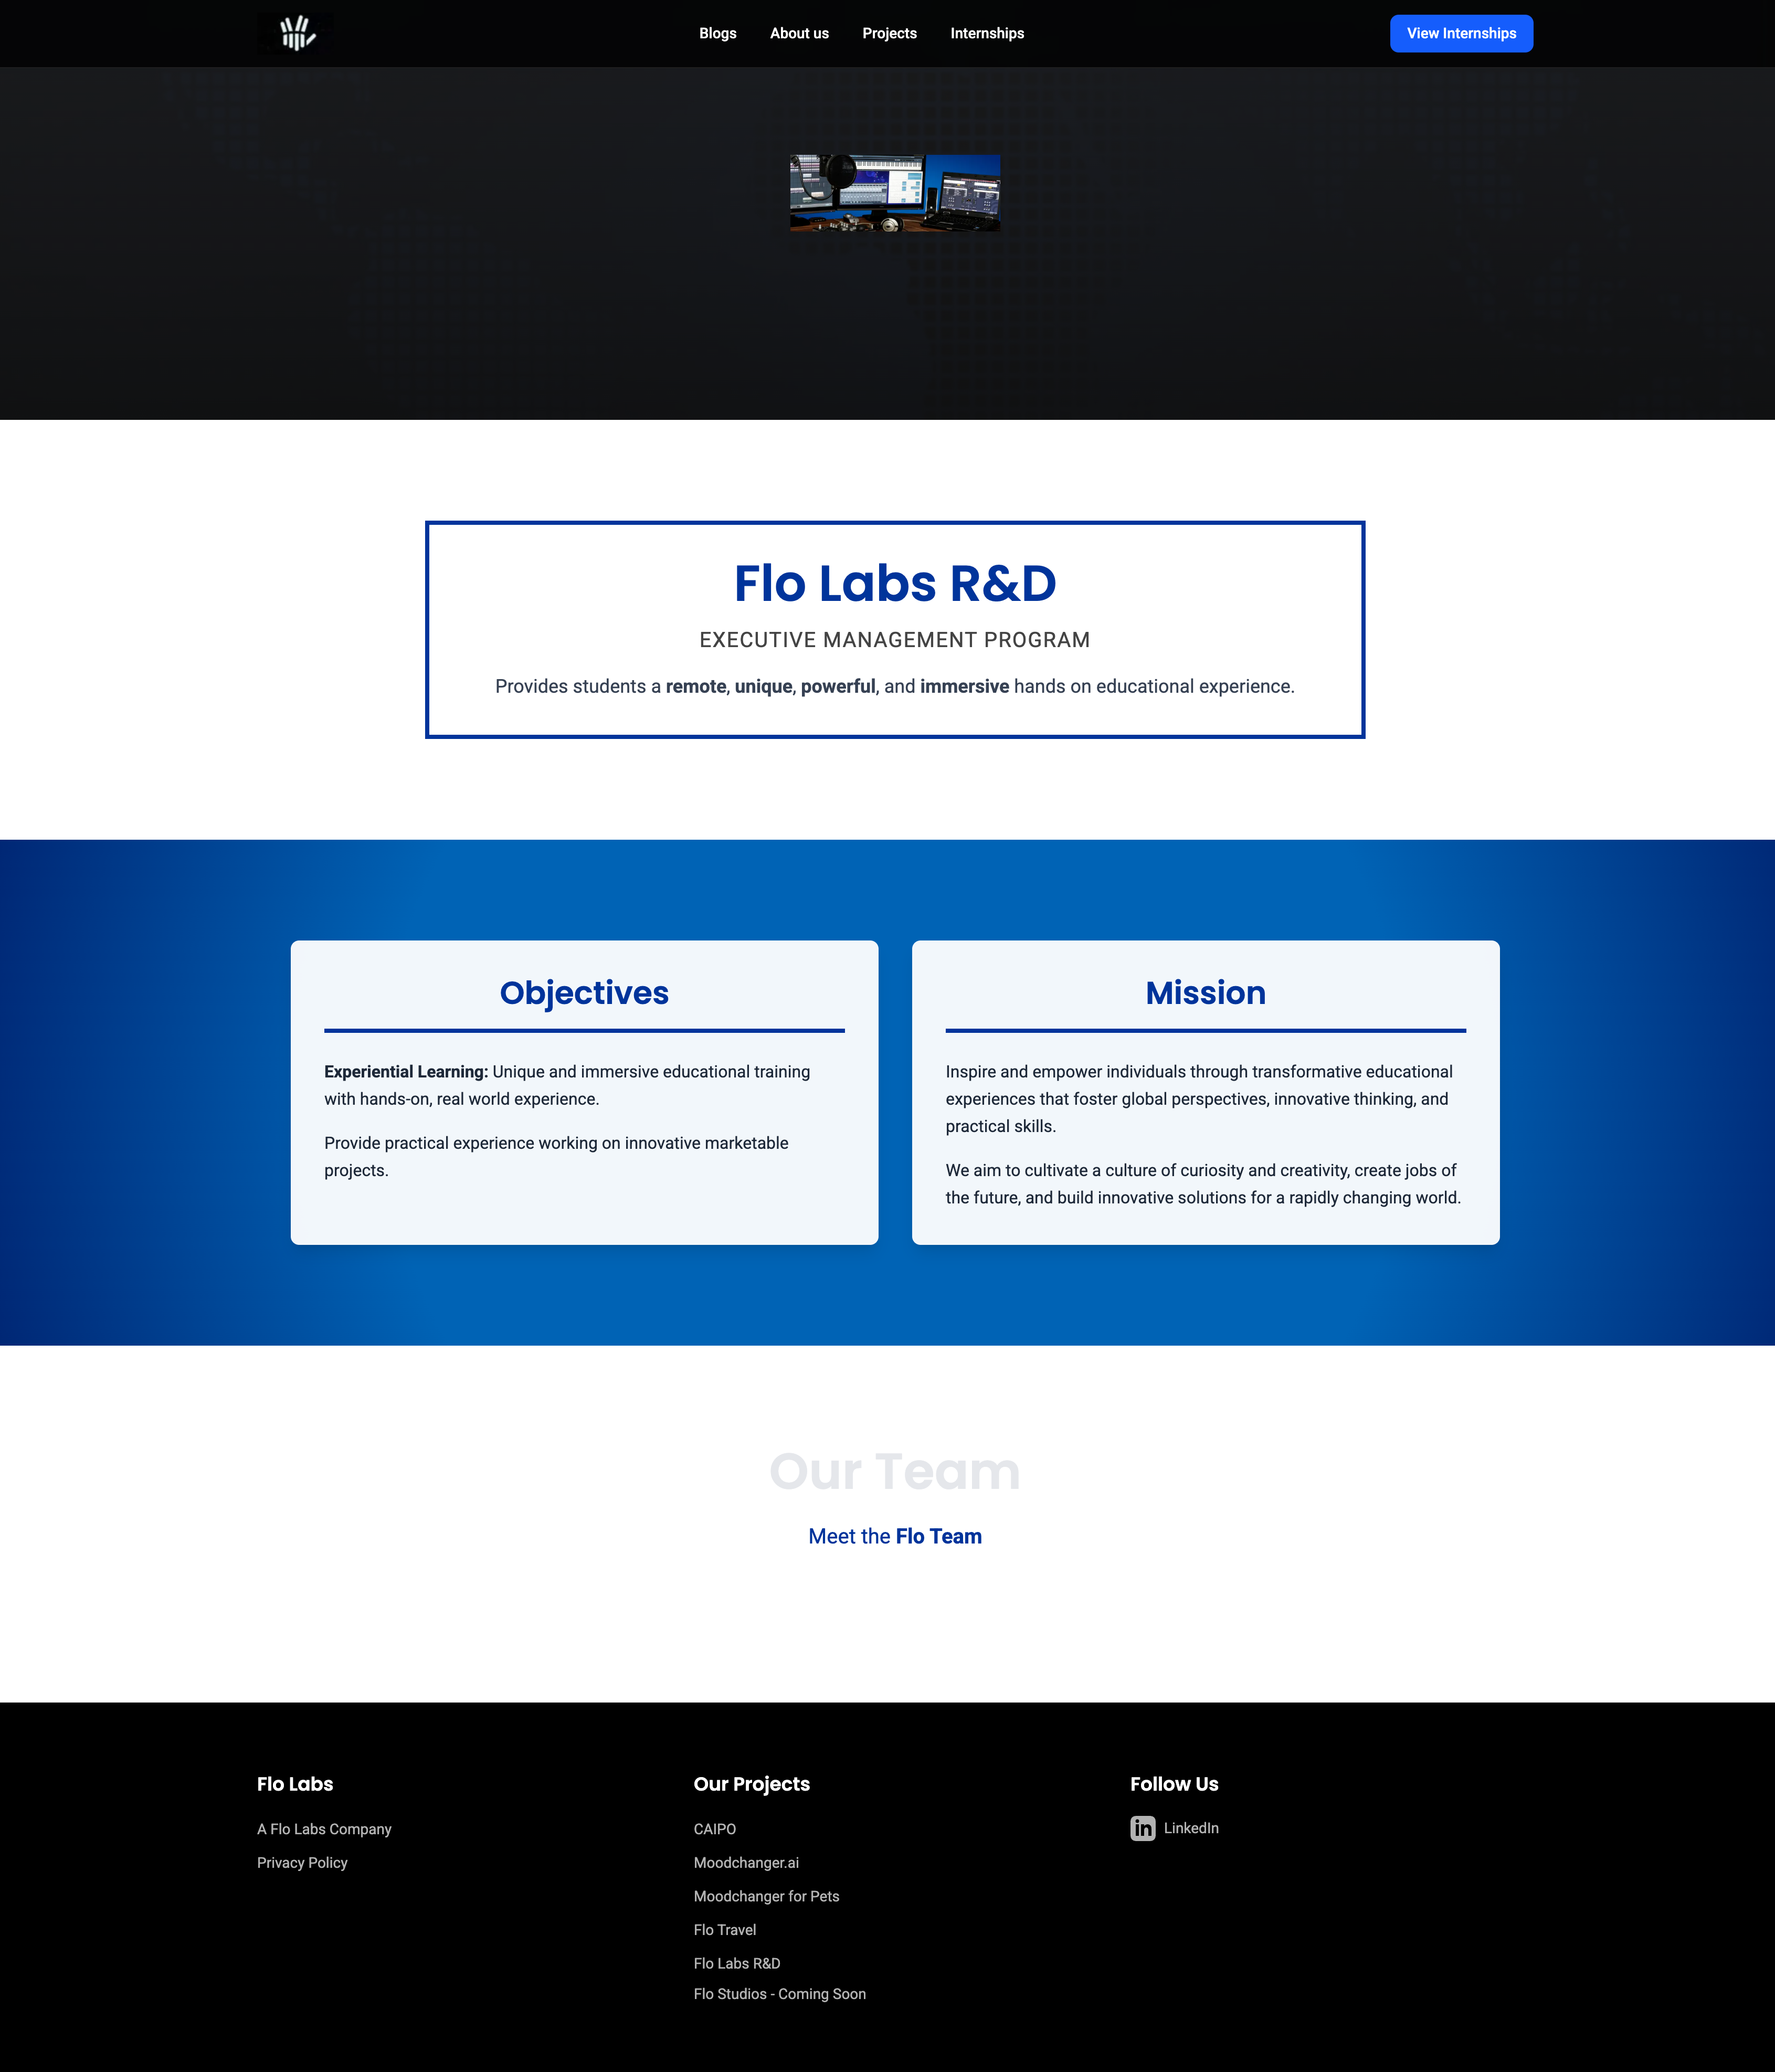 Blogs
About us
Projects
Internships
View Internships
Flo Labs R&D
EXECUTIVE MANAGEMENT PROGRAM
Provides students a remote, unique, powerful, and immersive hands on educational experience.
Objectives
Experiential Learning: Unique and immersive educational training
with hands-on, real world experience.
Provide practical experience working on innovative marketable
projects.
Mission
Inspire and empower individuals through transformative educational
experiences that foster global perspectives, innovative thinking, and
practical skills.
We aim to cultivate a culture of curiosity and creativity, create jobs of
the future, and build innovative solutions for a rapidly changing world.
Our Team
Meet the Flo Team
Flo Labs
A Flo Labs Company
Privacy Policy
Our Projects
CAIPO
Moodchanger.ai
Moodchanger for Pets
Flo Travel
Flo Labs R&D
Flo Studios - Coming Soon
Follow Us
in LinkedIn